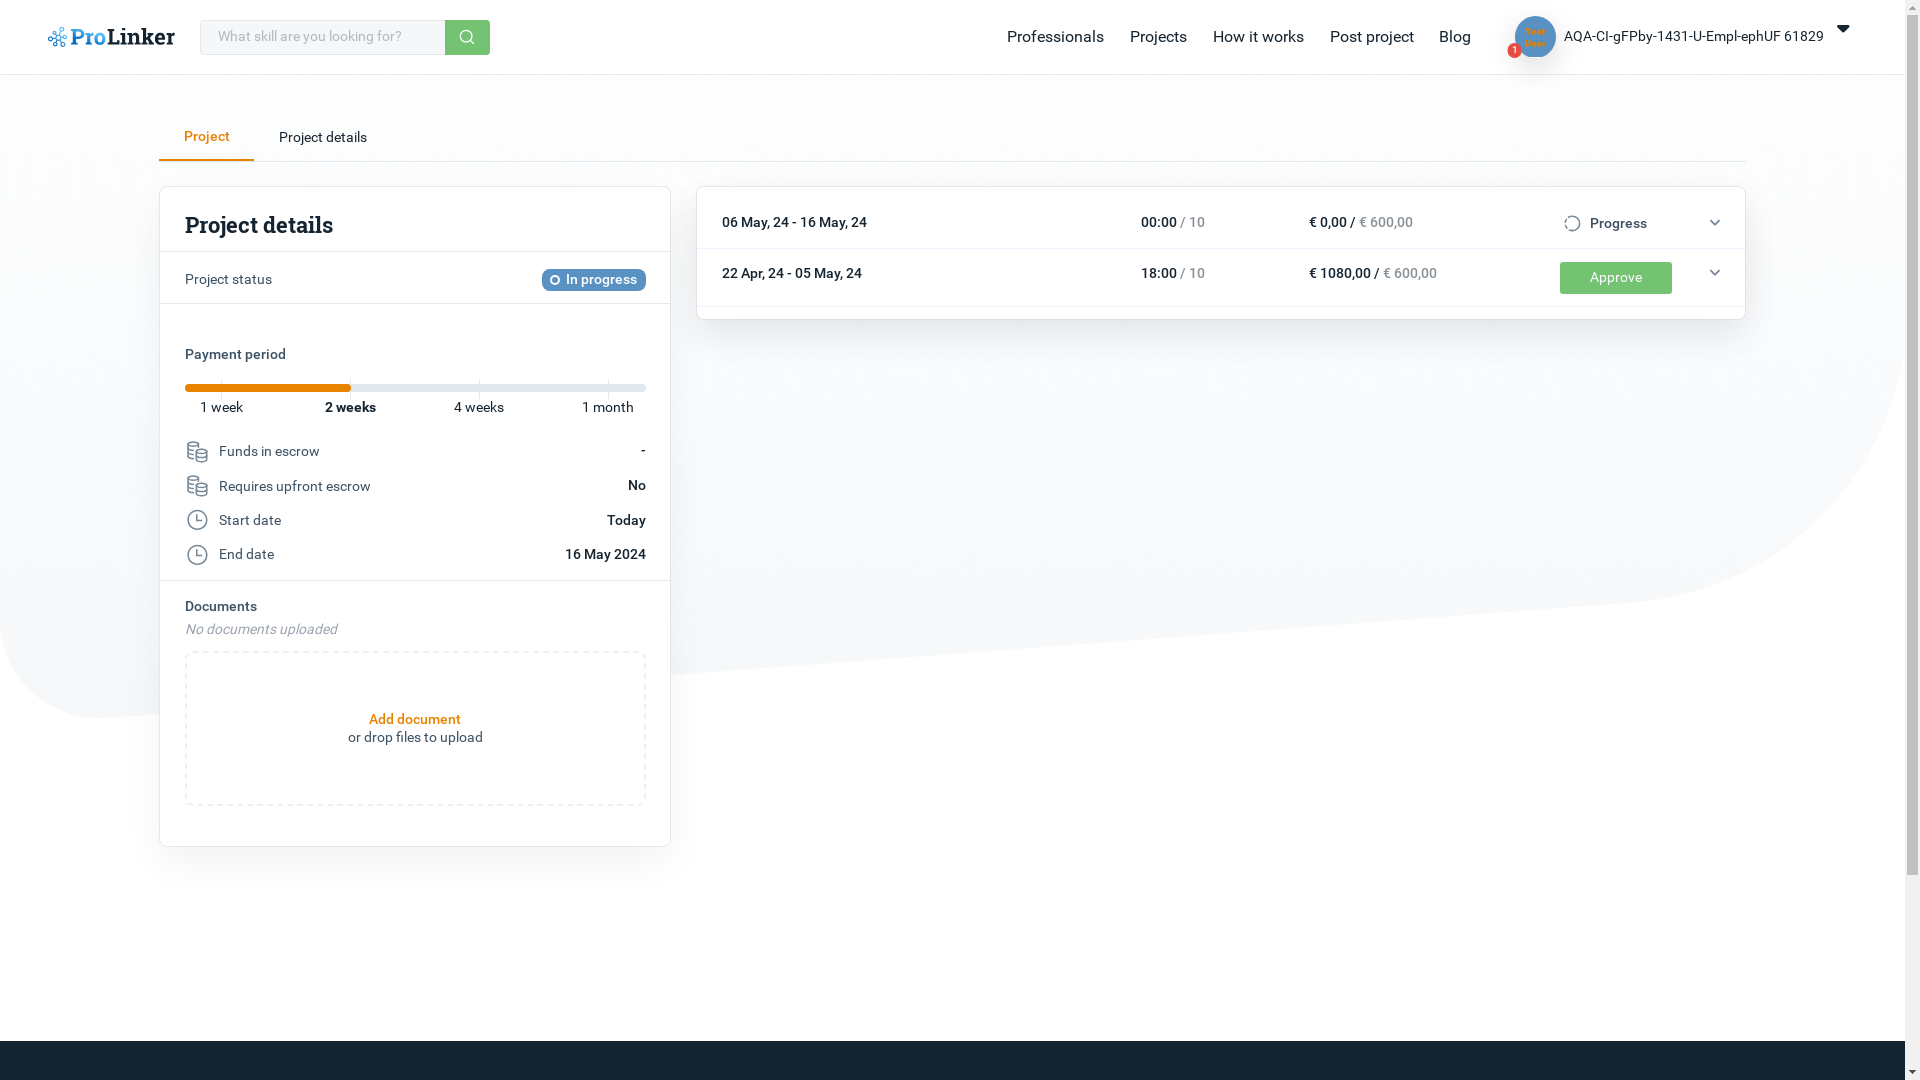 ProLinker
What skill are you looking for?
Professionals
Projects
How it works
Post project
Blog
Test
User
1
AQA-CI-gFPby-1431-U-Empl-ephUF 61829
Project
Project details
Project details
Project status
In progress
Payment period
1 week
2 weeks
4 weeks
1 month
Funds in escrow
-
Requires upfront escrow
No
Start date
Today
End date
16 May 2024
Documents
No documents uploaded
Add document
or drop files to upload
06 May, 24 - 16 May, 24
00:00 / 10
€ 0,00 / € 600,00
Progress
22 Apr, 24 - 05 May, 24
18:00 / 10
€ 1080,00 / € 600,00
Approve